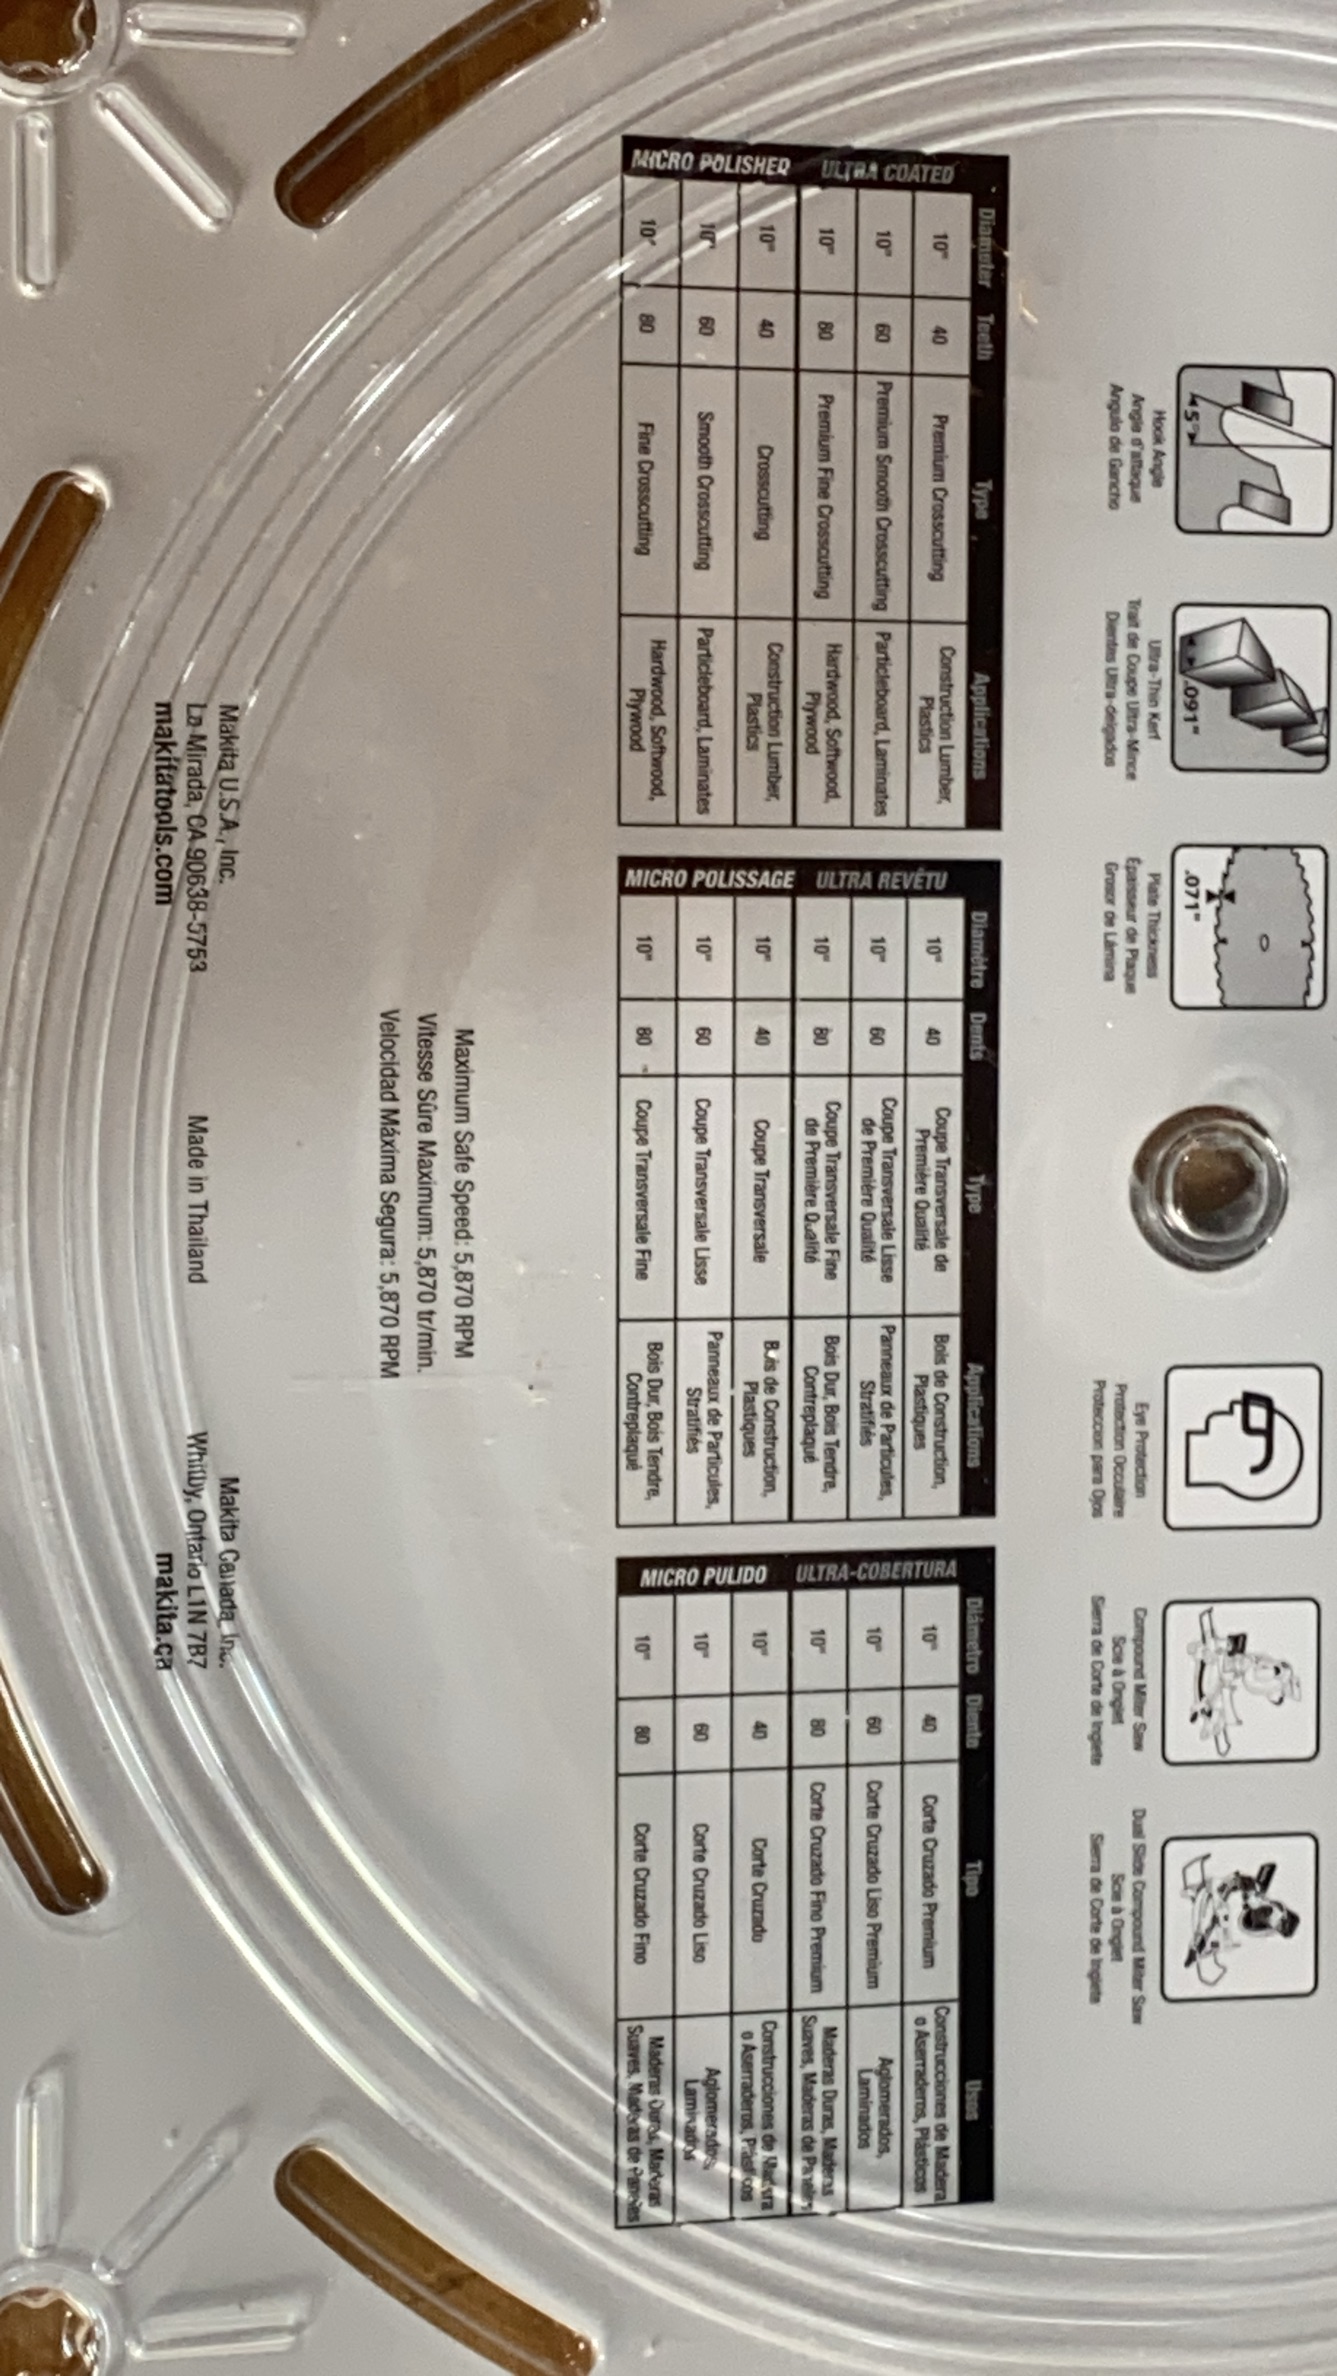 5°
.091"
.071"
Hook Angle
Angle d'attaque
Angulo de Gancho
Ultra-Thin Kerf
Trait de Coupe Ultra-Mince
Dientes Ultra-delgados
Plate Thickness
Épaisseur de Plaque
Grosor de Lámina
Eye Protection
Protection Occulaire
Proteccion para Ojos
Compound Miter Saw
Scie à Onglet
Sierra de Corte de Ingiete
Dual Slide Compound Miter Saw
Scie à Onglet
Sierra de Corte de Ingiete
Diameter Teeth Type Applications
ULTRA COATED
10" 40 Premium Crosscutting Construction Lumber,
Plastics
10" 60 Premium Smooth Crosscutting Particleboard, Laminates
10" 80 Premium Fine Crosscutting Hardwood, Softwood,
Plywood
MICRO POLISHED
10" 40 Crosscutting Construction Lumber,
Plastics
10" 60 Smooth Crosscutting Particleboard, Laminates
10" 80 Fine Crosscutting Hardwood, Softwood,
Plywood
Diamètre Dents Type Applications
ULTRA REVÊTU
10" 40 Coupe Transversale de
Première Qualité
Bois de Construction,
Plastiques
10" 60 Coupe Transversale Lisse
de Première Qualité
Panneaux de Particules,
Stratifiés
10" 80 Coupe Transversale Fine
de Première Qualité
Bois Dur, Bois Tendre,
Contreplaqué
MICRO POLISSAGE
10" 40 Coupe Transversale Bois de Construction,
Plastiques
10" 60 Coupe Transversale Lisse Panneaux de Particules,
Stratifiés
10" 80 Coupe Transversale Fine Bois Dur, Bois Tendre,
Contreplaqué
Diámetro Diente Tipo Usos
ULTRA-COBERTURA
10" 40 Corte Cruzado Premium Construcciones de Madera
o Aserraderos, Plásticos
10" 60 Corte Cruzado Liso Premium Aglomerados,
Laminados
10" 80 Corte Cruzado Fino Premium Maderas Duras, Maderas
Suaves, Maderas de Paneles
MICRO PULIDO
10" 40 Corte Cruzado Construcciones de Madera
o Aserraderos, Plásticos
10" 60 Corte Cruzado Liso Aglomerados,
Laminados
10" 80 Corte Cruzado Fino Maderas Duras, Maderas
Suaves, Maderas de Paneles
Maximum Safe Speed: 5,870 RPM
Vitesse Sûre Maximum: 5,870 tr/min.
Velocidad Máxima Segura: 5,870 RPM
Makita U.S.A., Inc.
La Mirada, CA 90638-5753
makitatools.com
Made in Thailand
Makita Canada, Inc.
Whitby, Ontario L1N 7B7
makita.ca